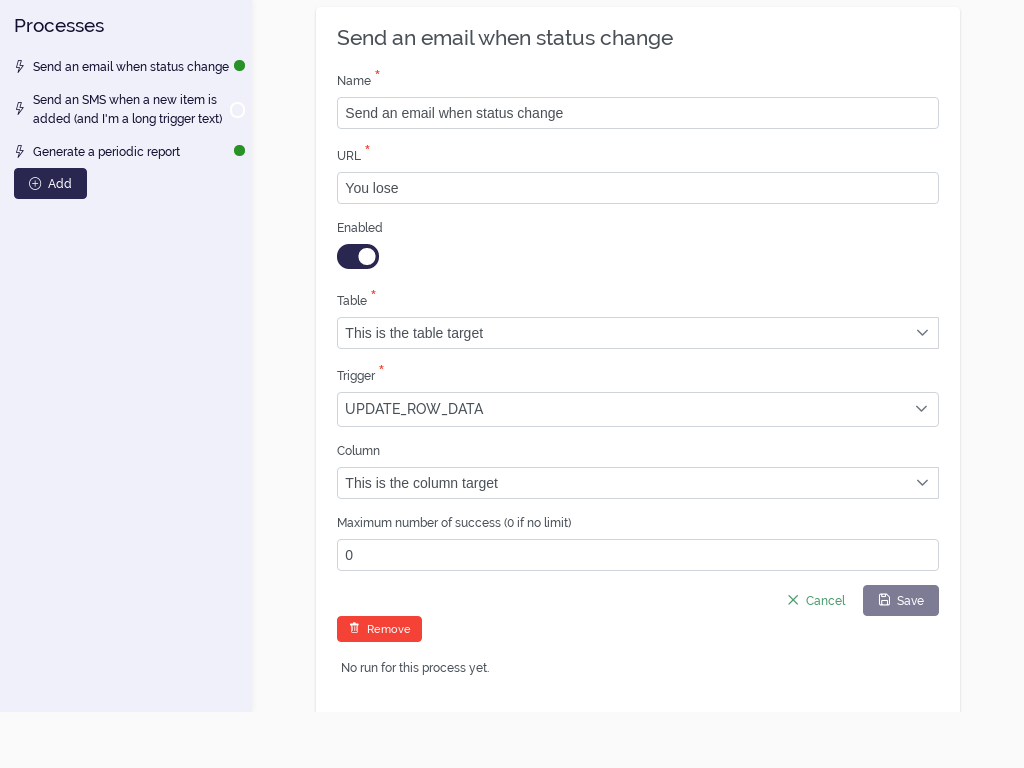 Processes
Send an email when status change
Send an SMS when a new item is
added (and I'm a long trigger text)
Generate a periodic report
Add
Send an email when status change
Name *
Send an email when status change
URL *
You lose
Enabled
Table *
This is the table target
Trigger *
UPDATE_ROW_DATA
Column
This is the column target
Maximum number of success (0 if no limit)
0
Cancel
Save
Remove
No run for this process yet.